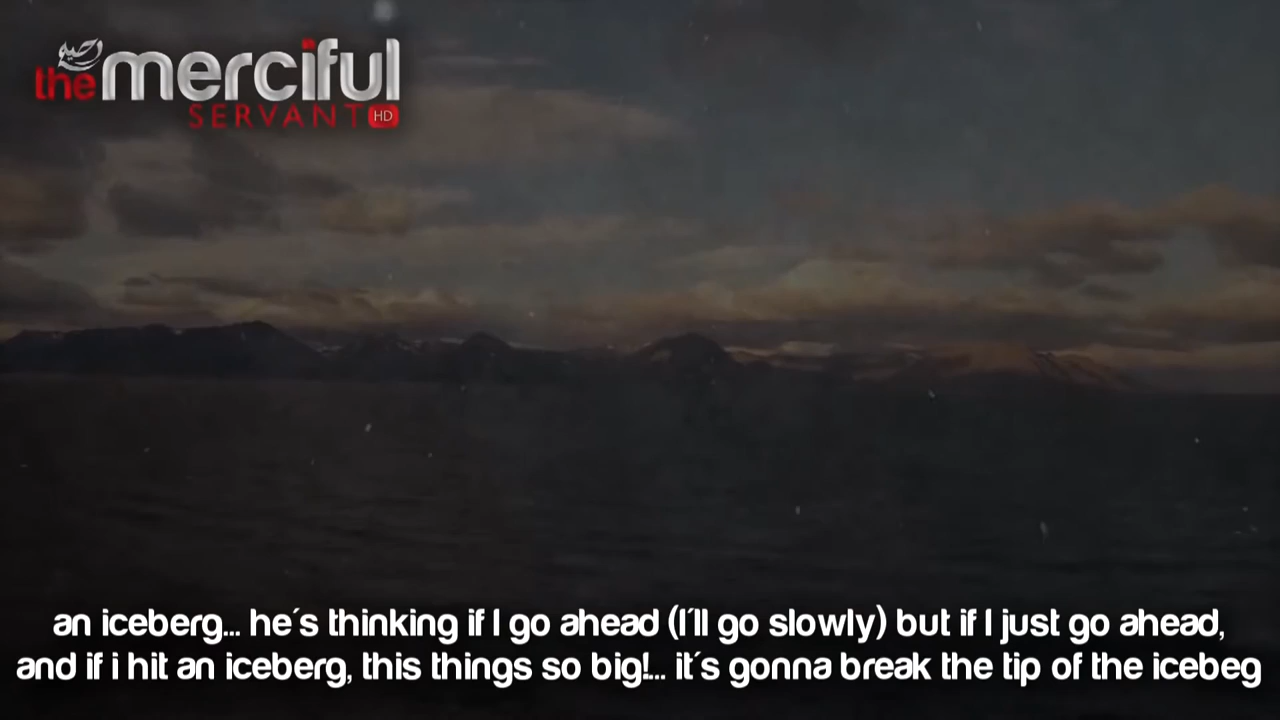 the merciful
SERVANT HD
an iceberg... he's thinking if I go ahead (I'll go slowly) but if I just go ahead,
and if i hit an iceberg, this things so big!... it's gonna break the tip of the icebeg